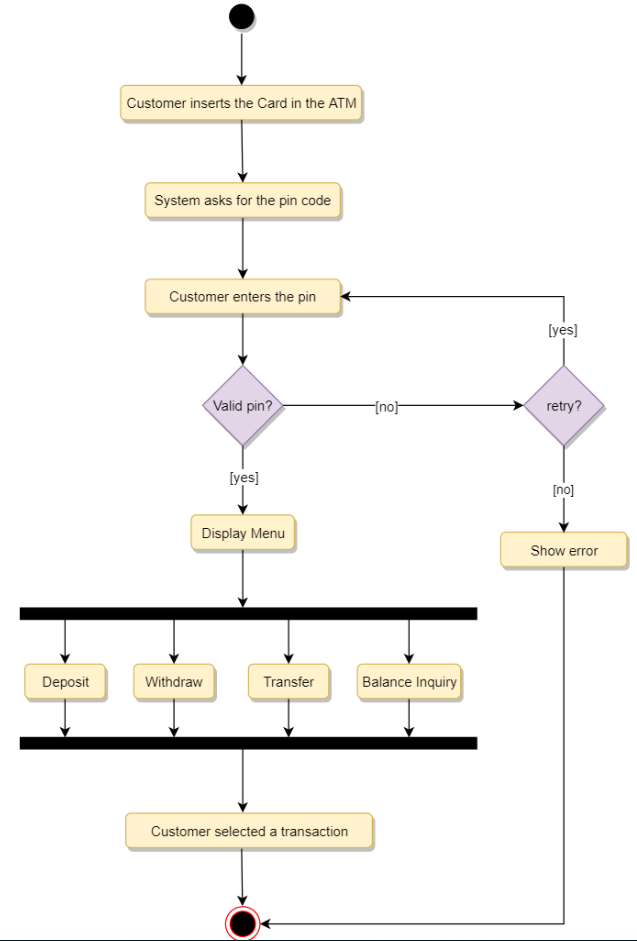 Customer inserts the Card in the ATM
System asks for the pin code
Customer enters the pin
[yes]
Valid pin?
[no]
retry?
[yes]
[no]
Display Menu
Show error
Deposit
Withdraw
Transfer
Balance Inquiry
Customer selected a transaction